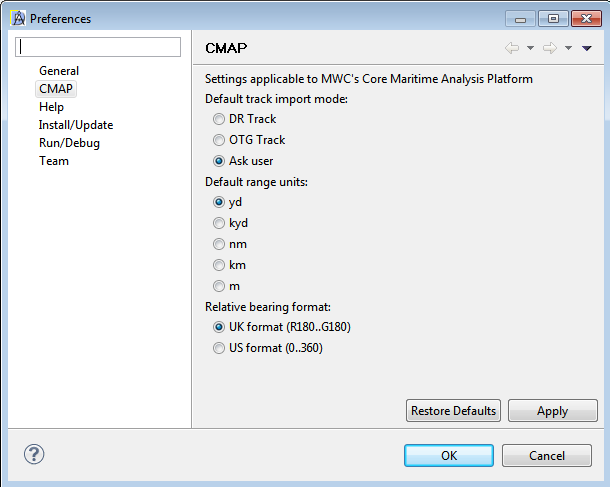 Preferences
CMAP
General
CMAP
Help
Install/Update
Run/Debug
Team
Settings applicable to MWC's Core Maritime Analysis Platform
Default track import mode:
DR Track
OTG Track
Ask user
Default range units:
yd
kyd
nm
km
m
Relative bearing format:
UK format (R180..G180)
US format (0..360)
Restore Defaults
Apply
?
OK
Cancel